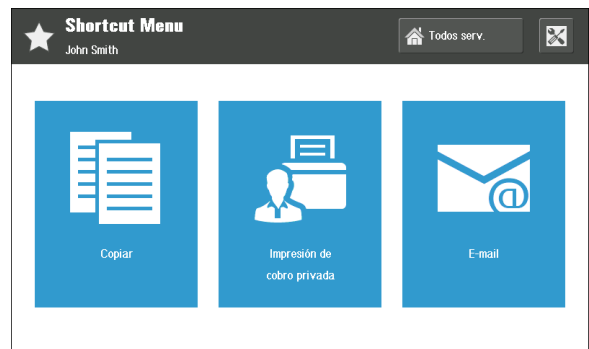 Shortcut Menu
John Smith
Todos serv.
Copiar
Impresión de
cobro privada
E-mail